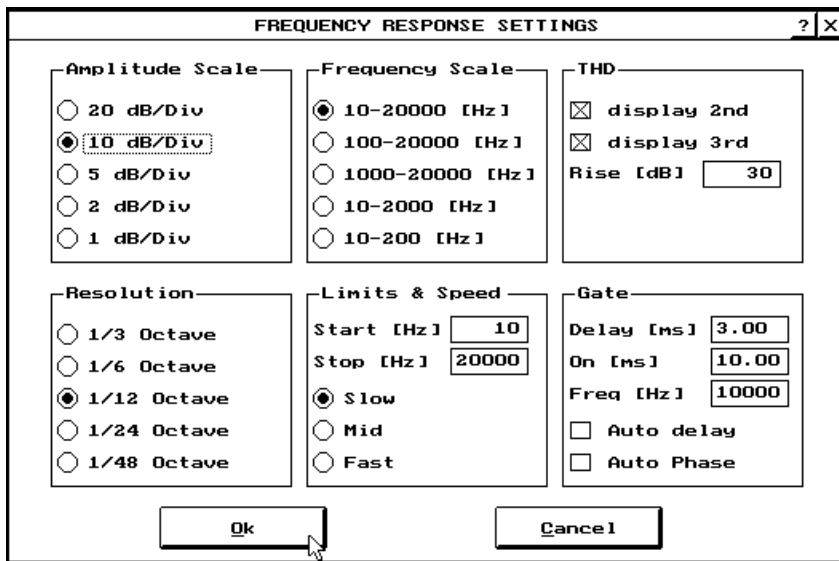 FREQUENCY RESPONSE SETTINGS ? X
Amplitude Scale
20 dB/Div
10 dB/Div
5 dB/Div
2 dB/Div
1 dB/Div
Frequency Scale
10-20000 [Hz]
100-20000 [Hz]
1000-20000 [Hz]
10-2000 [Hz]
10-200 [Hz]
THD
display 2nd
display 3rd
Rise [dB] 30
Resolution
1/3 Octave
1/6 Octave
1/12 Octave
1/24 Octave
1/48 Octave
Limits & Speed
Start [Hz] 10
Stop [Hz] 20000
Slow
Mid
Fast
Gate
Delay [ms] 3.00
On [ms] 10.00
Freq [Hz] 10000
Auto delay
Auto Phase
Ok
Cancel